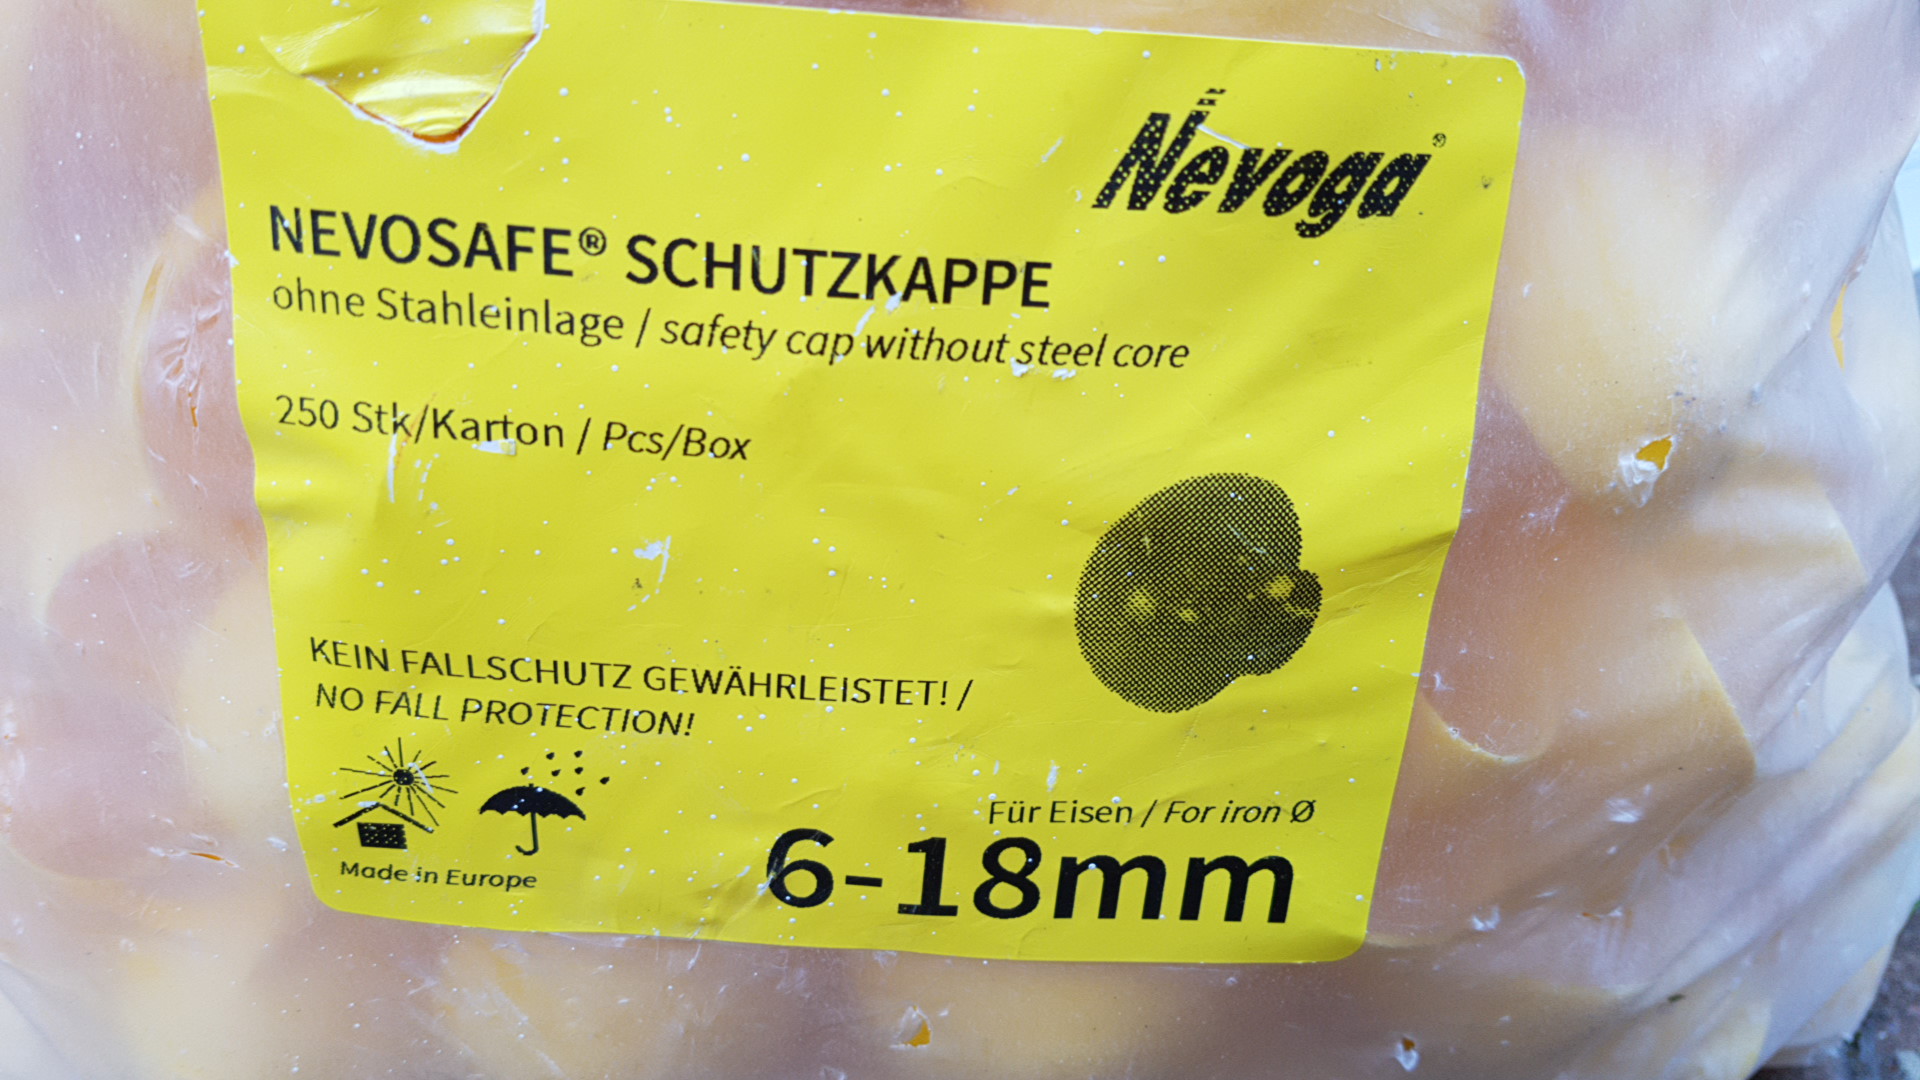 Nevoga®
NEVOSAFE® SCHUTZKAPPE
ohne Stahleinlage / safety cap without steel core
250 Stk/Karton / Pcs/Box
KEIN FALLSCHUTZ GEWÄHRLEISTET! /
NO FALL PROTECTION!
Made in Europe
Für Eisen / For iron Ø
6-18mm